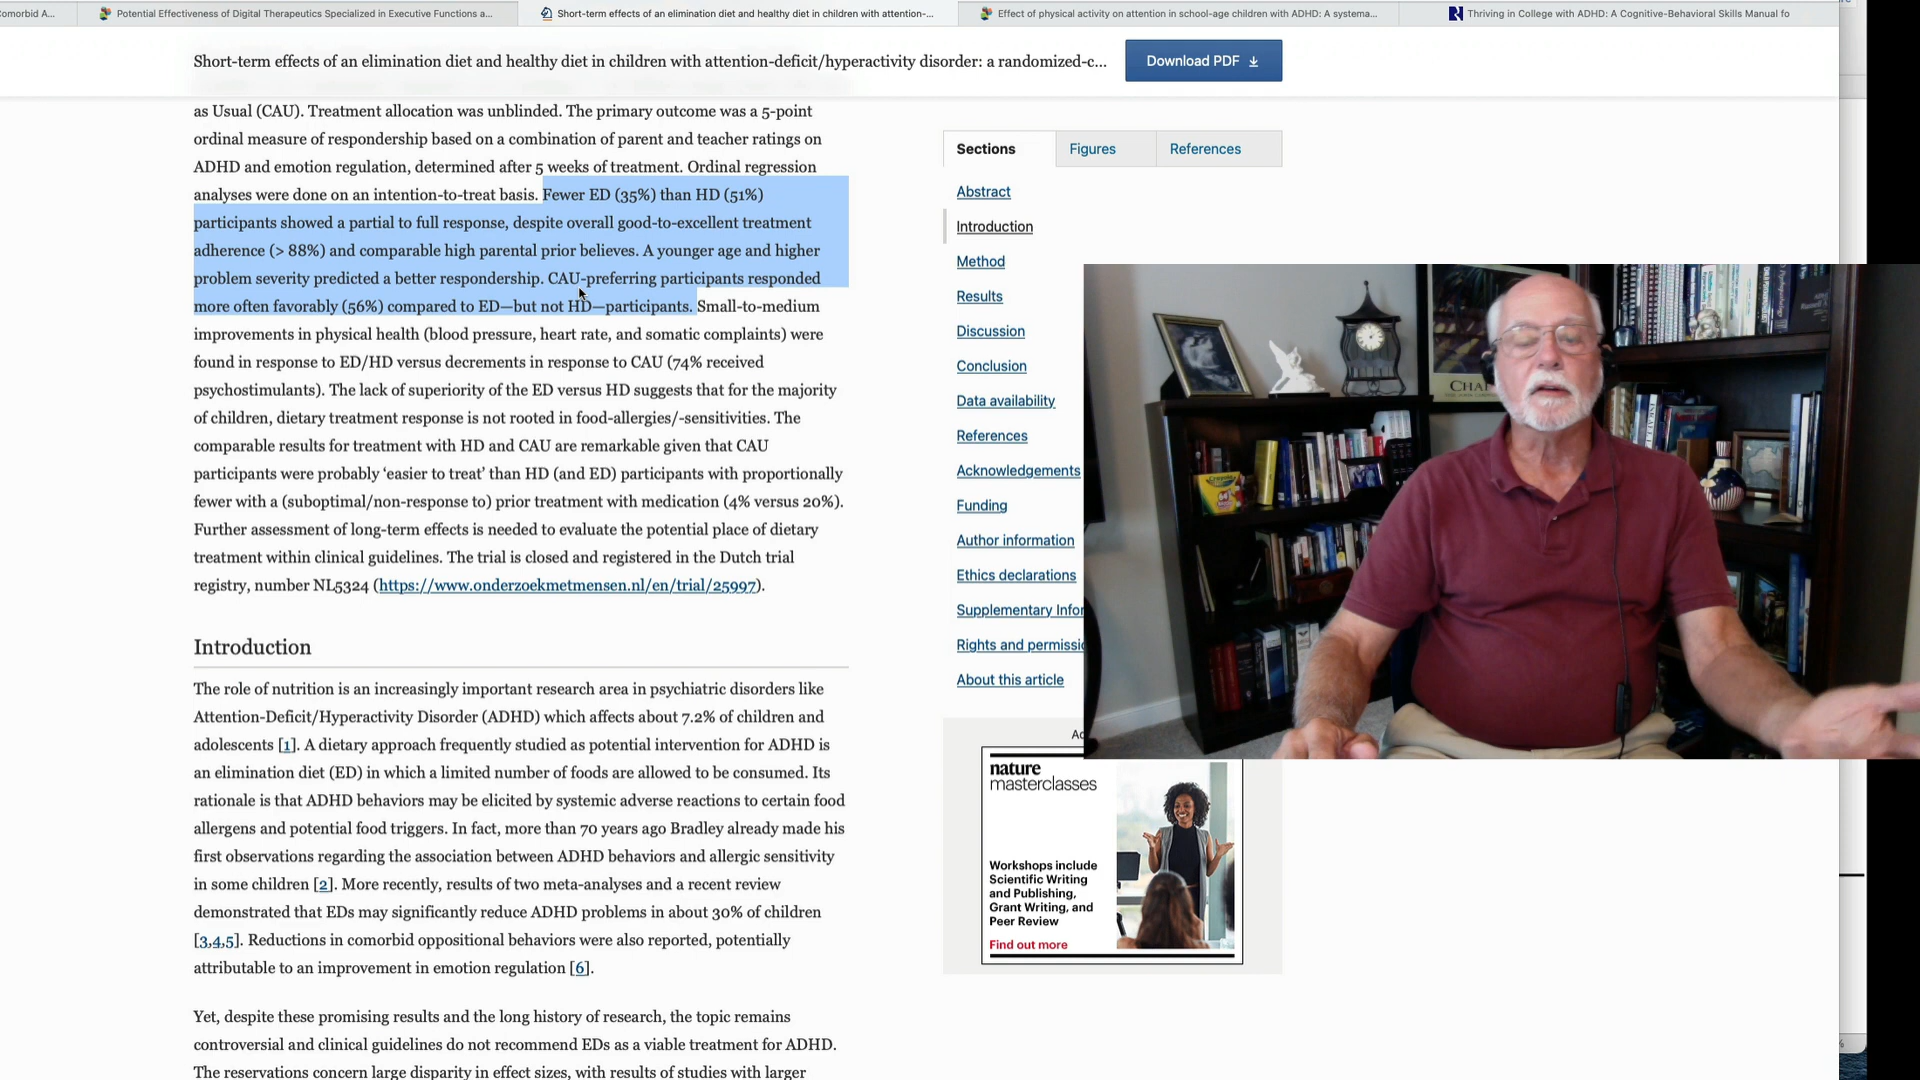 omorbid A...
Potential Effectiveness of Digital Therapeutics Specialized in Executive Functions a...
Short-term effects of an elimination diet and healthy diet in children with attention-...
Effect of physical activity on attention in school-age children with ADHD: A systema...
Thriving in College with ADHD: A Cognitive-Behavioral Skills Manual fo
Short-term effects of an elimination diet and healthy diet in children with attention-deficit/hyperactivity disorder: a randomized-c...
Download PDF
as Usual (CAU). Treatment allocation was unblinded. The primary outcome was a 5-point
ordinal measure of respondership based on a combination of parent and teacher ratings on
ADHD and emotion regulation, determined after 5 weeks of treatment. Ordinal regression
analyses were done on an intention-to-treat basis. Fewer ED (35%) than HD (51%)
participants showed a partial to full response, despite overall good-to-excellent treatment
adherence (> 88%) and comparable high parental prior believes. A younger age and higher
problem severity predicted a better respondership. CAU-preferring participants responded
more often favorably (56%) compared to ED—but not HD—participants. Small-to-medium
improvements in physical health (blood pressure, heart rate, and somatic complaints) were
found in response to ED/HD versus decrements in response to CAU (74% received
psychostimulants). The lack of superiority of the ED versus HD suggests that for the majority
of children, dietary treatment response is not rooted in food-allergies/-sensitivities. The
comparable results for treatment with HD and CAU are remarkable given that CAU
participants were probably ‘easier to treat’ than HD (and ED) participants with proportionally
fewer with a (suboptimal/non-response to) prior treatment with medication (4% versus 20%).
Further assessment of long-term effects is needed to evaluate the potential place of dietary
treatment within clinical guidelines. The trial is closed and registered in the Dutch trial
registry, number NL5324 (https://www.onderzoekmetmensen.nl/en/trial/25997).
Introduction
The role of nutrition is an increasingly important research area in psychiatric disorders like
Attention-Deficit/Hyperactivity Disorder (ADHD) which affects about 7.2% of children and
adolescents [1]. A dietary approach frequently studied as potential intervention for ADHD is
an elimination diet (ED) in which a limited number of foods are allowed to be consumed. Its
rationale is that ADHD behaviors may be elicited by systemic adverse reactions to certain food
allergens and potential food triggers. In fact, more than 70 years ago Bradley already made his
first observations regarding the association between ADHD behaviors and allergic sensitivity
in some children [2]. More recently, results of two meta-analyses and a recent review
demonstrated that EDs may significantly reduce ADHD problems in about 30% of children
[3,4,5]. Reductions in comorbid oppositional behaviors were also reported, potentially
attributable to an improvement in emotion regulation [6].
Yet, despite these promising results and the long history of research, the topic remains
controversial and clinical guidelines do not recommend EDs as a viable treatment for ADHD.
The reservations concern large disparity in effect sizes, with results of studies with larger
Sections
Figures
References
Abstract
Introduction
Method
Results
Discussion
Conclusion
Data availability
References
Acknowledgements
Funding
Author information
Ethics declarations
Supplementary Infor
Rights and permissio
About this article
Ad
nature
masterclasses
Workshops include
Scientific Writing
and Publishing,
Grant Writing, and
Peer Review
Find out more
CHA
Crayola
64
%